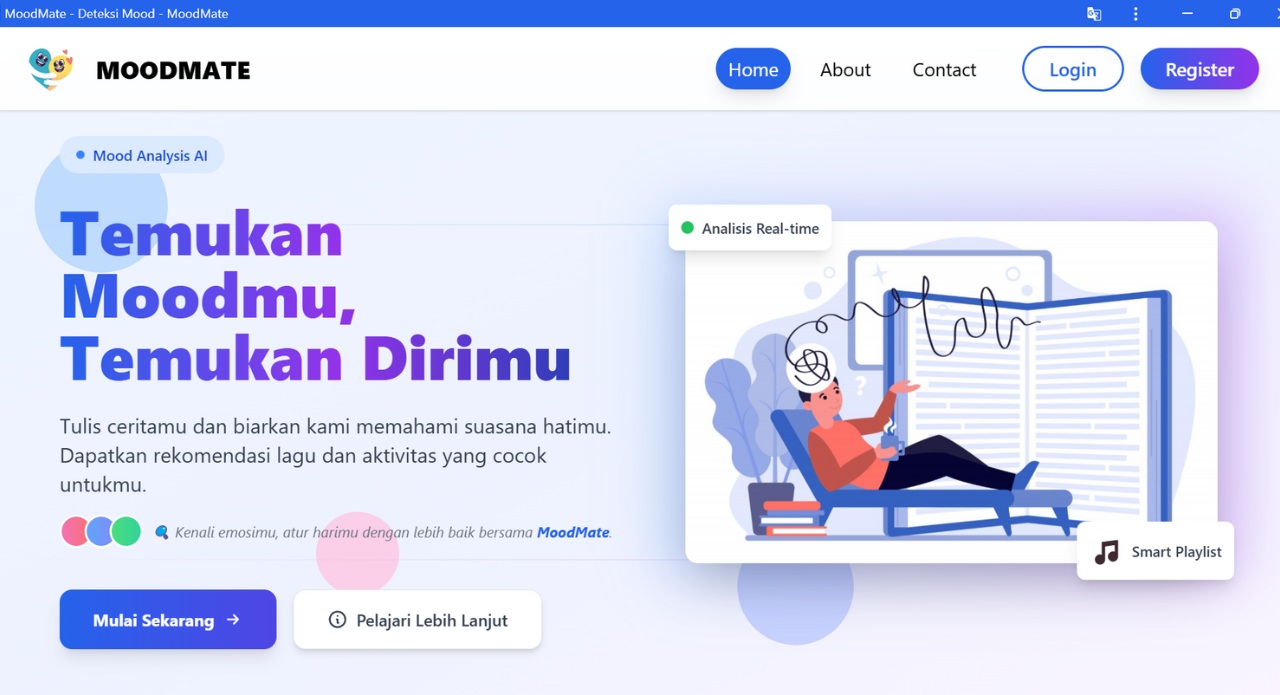 MoodMate - Deteksi Mood - MoodMate
MOODMATE
Home
About
Contact
Login
Register
Mood Analysis AI
Temukan
Moodmu,
Temukan Dirimu
Tulis ceritamu dan biarkan kami memahami suasana hatimu.
Dapatkan rekomendasi lagu dan aktivitas yang cocok
untukmu.
Kenali emosimu, atur harimu dengan lebih baik bersama MoodMate.
Mulai Sekarang →
Pelajari Lebih Lanjut
Analisis Real-time
?
Smart Playlist